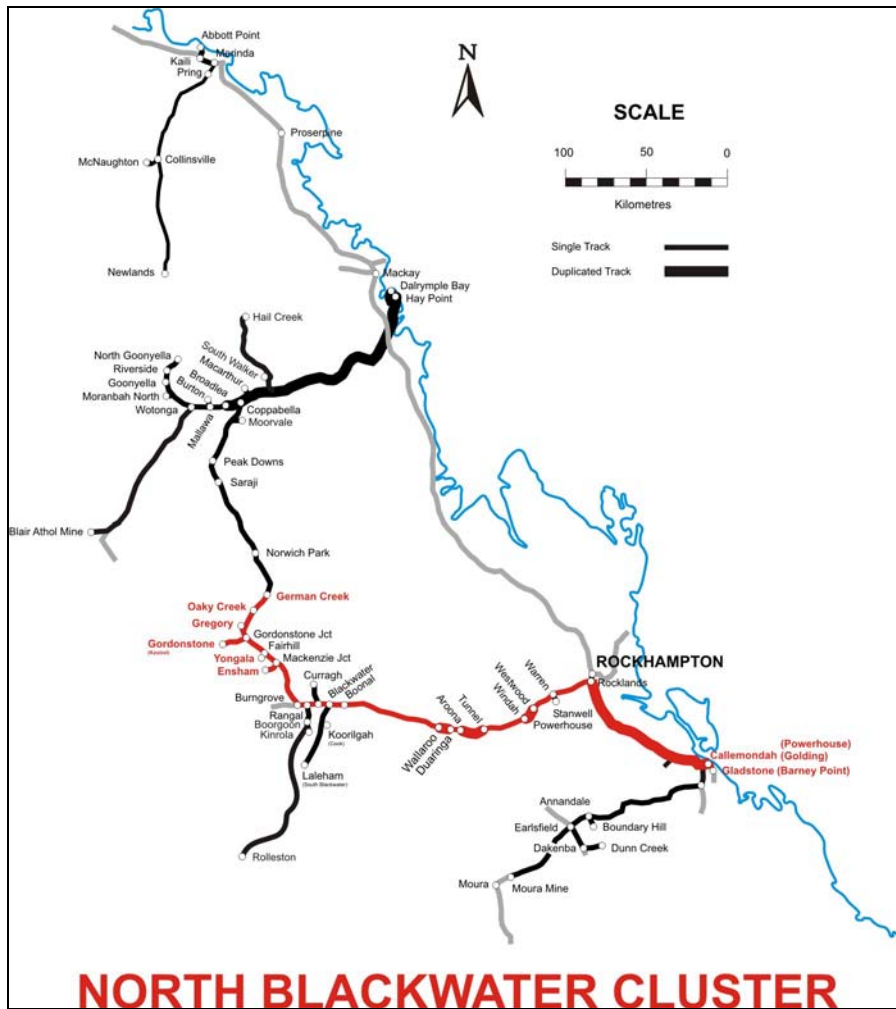 Abbott Point
Kaili
Merinda
Pring
N
SCALE
100
50
0
Kilometres
Single Track
Duplicated Track
Proserpine
McNaughton
Collinsville
Newlands
Mackay
Dalrymple Bay
Hay Point
Hail Creek
North Goonyella
Riverside
Goonyella
Moranbah North
Wotonga
South Walker
Macarthur
Broadlea
Burton
Mallawa
Coppabella
Moorvale
Peak Downs
Saraji
Blair Athol Mine
Norwich Park
German Creek
Oaky Creek
Gregory
Gordonstone
(Kestrel)
Gordonstone Jct
Fairhill
Yongala
Mackenzie Jct
Ensham
Curragh
Burngrove
Blackwater
Boonal
Rangal
Boorgoon
Kinrola
Koorilgah
(Cook)
Laleham
(South Blackwater)
Rolleston
Wallaroo
Duaringa
Aroona
Tunnel
Windah
Westwood
Warren
Stanwell
Powerhouse
ROCKHAMPTON
Rocklands
Callemondah
(Powerhouse)
(Golding)
Gladstone (Barney Point)
Annandale
Earlsfield
Boundary Hill
Dakenba
Dunn Creek
Moura
Moura Mine
NORTH BLACKWATER CLUSTER